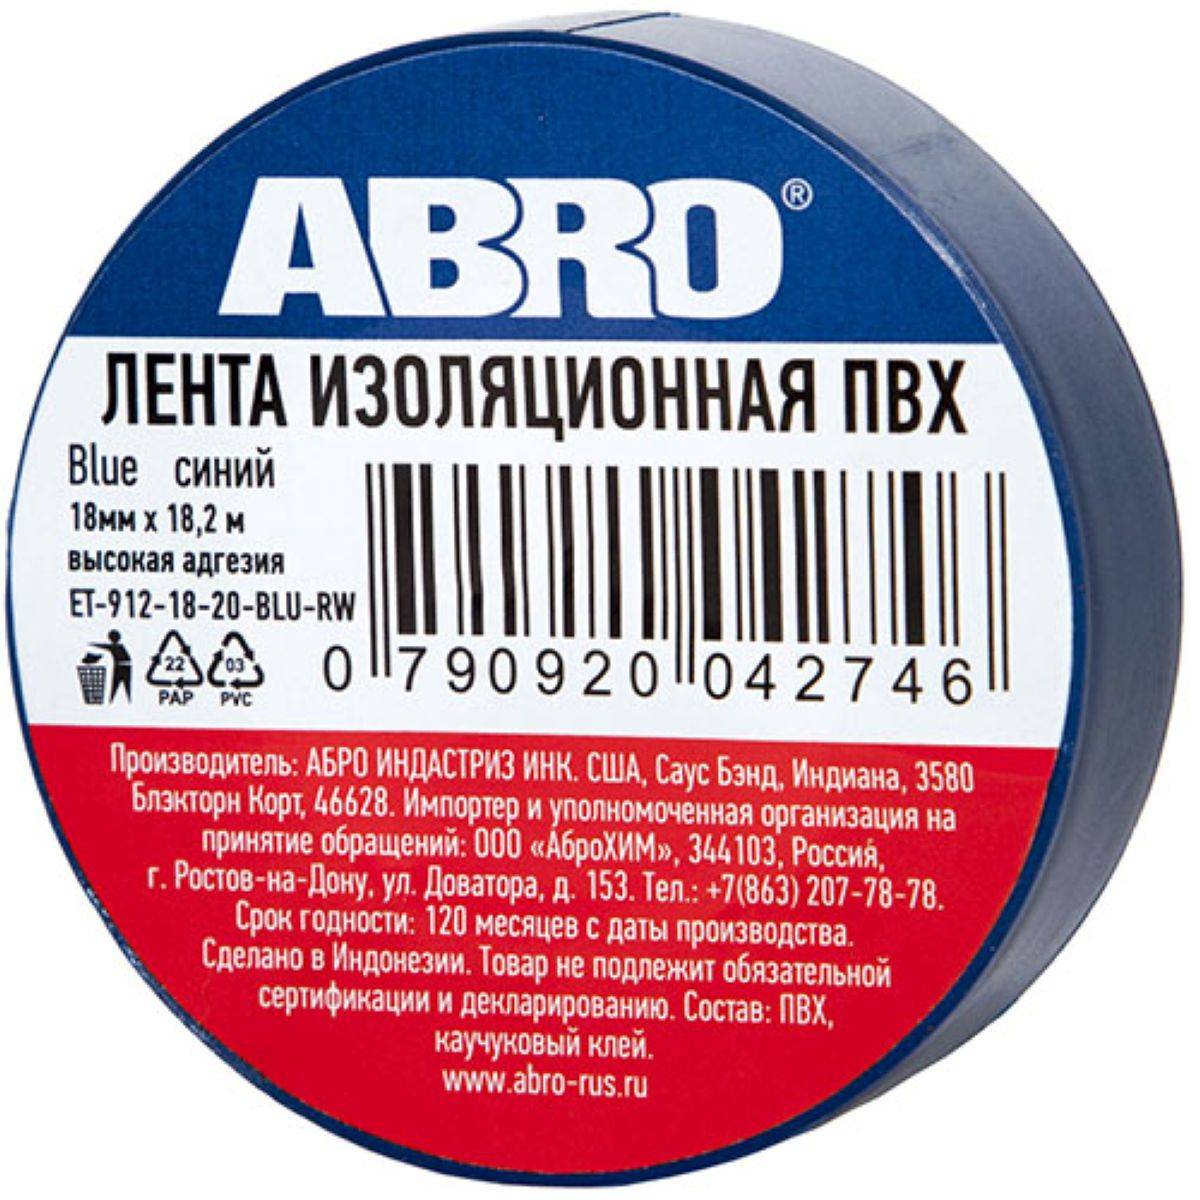 ABRO®
ЛЕНТА ИЗОЛЯЦИОННАЯ ПВХ
Blue синий
18мм х 18,2 м
высокая адгезия
ET-912-18-20-BLU-RW
22 03
PAP PVC
0 790920 042746
Производитель: АБРО ИНДАСТРИЗ ИНК. США, Саус Бэнд, Индиана, 3580
Блэкторн Корт, 46628. Импортер и уполномоченная организация на
принятие обращений: ООО «АброХИМ», 344103, Россия,
г. Ростов-на-Дону, ул. Доватора, д. 153. Тел.: +7(863) 207-78-78.
Срок годности: 120 месяцев с даты производства.
Сделано в Индонезии. Товар не подлежит обязательной
сертификации и декларированию. Состав: ПВХ,
каучуковый клей.
www.abro-rus.ru